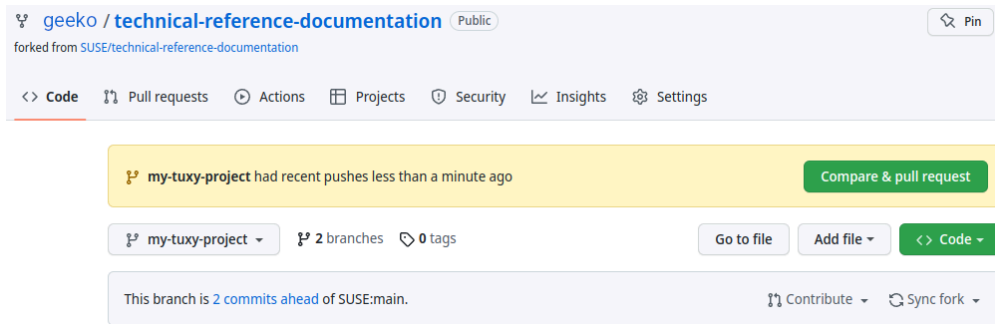 geeko / technical-reference-documentation Public Pin
forked from SUSE/technical-reference-documentation
<> Code Pull requests Actions Projects Security Insights Settings
my-tuxy-project had recent pushes less than a minute ago Compare & pull request
my-tuxy-project 2 branches 0 tags Go to file Add file <> Code
This branch is 2 commits ahead of SUSE:main. Contribute Sync fork